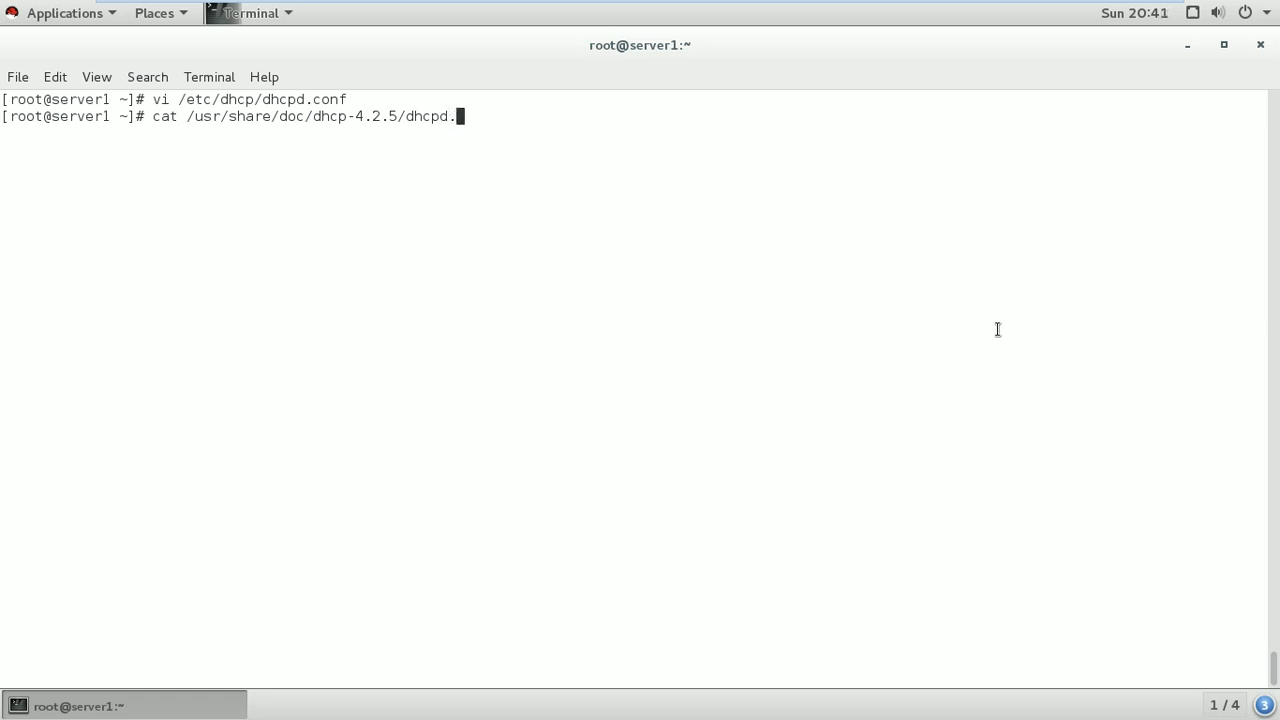 Applications Places Terminal Sun 20:41
root@server1:~
File Edit View Search Terminal Help
[root@server1 ~]# vi /etc/dhcp/dhcpd.conf
[root@server1 ~]# cat /usr/share/doc/dhcp-4.2.5/dhcpd.
root@server1:~ 1 / 4 3